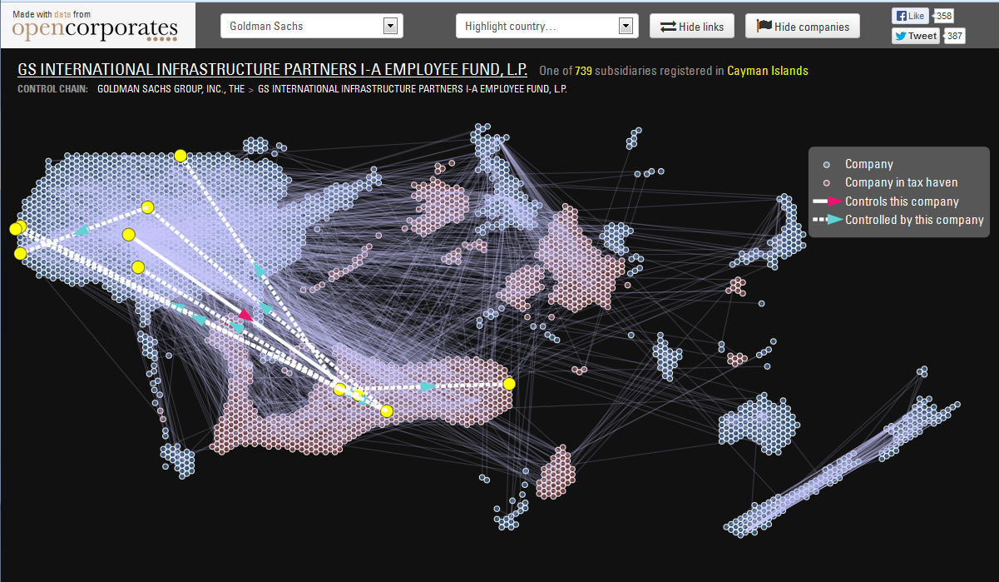 Made with data from
opencorporates
Goldman Sachs
Highlight country...
Hide links
Hide companies
Like
358
Tweet
387
GS INTERNATIONAL INFRASTRUCTURE PARTNERS I-A EMPLOYEE FUND, L.P. One of 739 subsidiaries registered in Cayman Islands
CONTROL CHAIN: GOLDMAN SACHS GROUP, INC., THE > GS INTERNATIONAL INFRASTRUCTURE PARTNERS I-A EMPLOYEE FUND, L.P.
Company
Company in tax haven
Controls this company
Controlled by this company